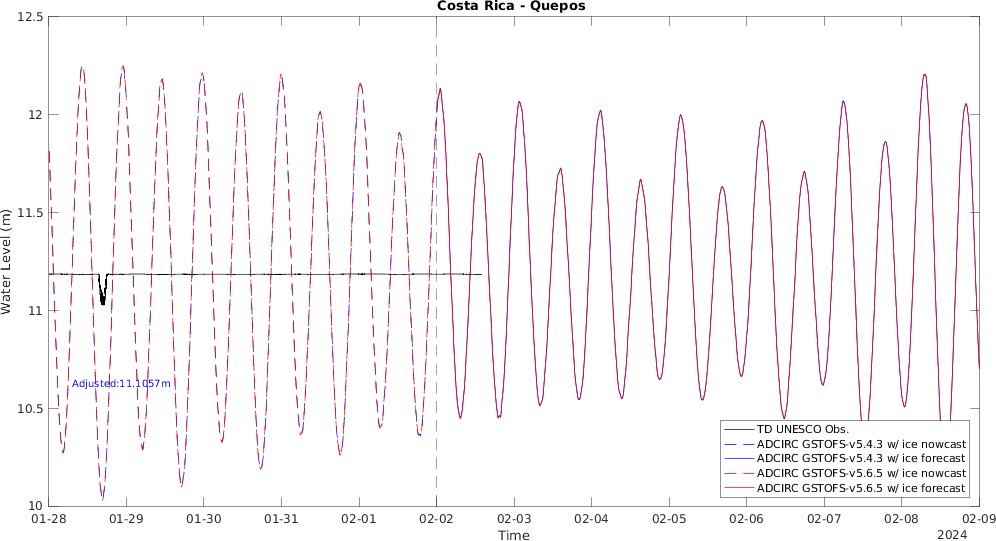 Costa Rica - Quepos
12.5
12
11.5
11
10.5
10
Water Level (m)
Adjusted:11.1057m
TD UNESCO Obs.
ADCIRC GSTOFS-v5.4.3 w/ ice nowcast
ADCIRC GSTOFS-v5.4.3 w/ ice forecast
ADCIRC GSTOFS-v5.6.5 w/ ice nowcast
ADCIRC GSTOFS-v5.6.5 w/ ice forecast
01-28 01-29 01-30 01-31 02-01 02-02 02-03 02-04 02-05 02-06 02-07 02-08 02-09
Time
2024